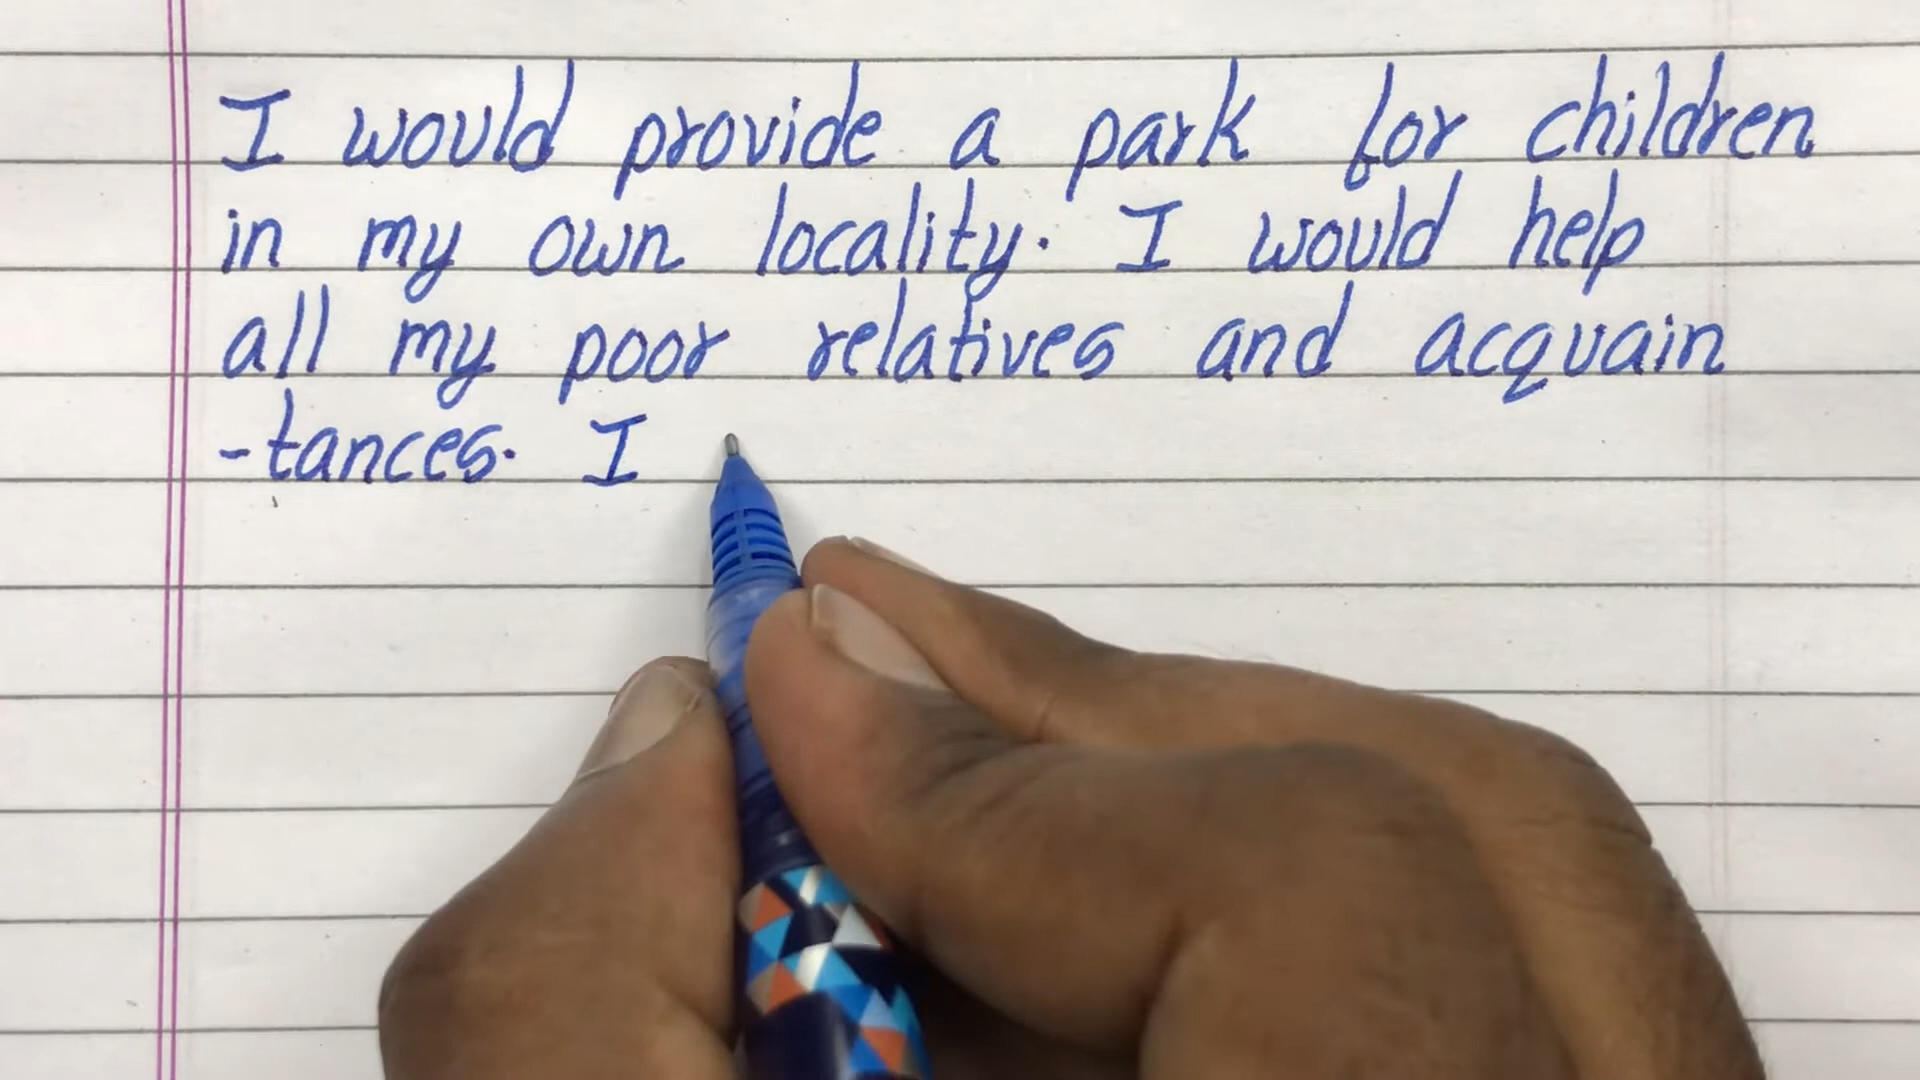 I would provide a park for children
in my own locality. I would help
all my poor relatives and acquain
-tances. I